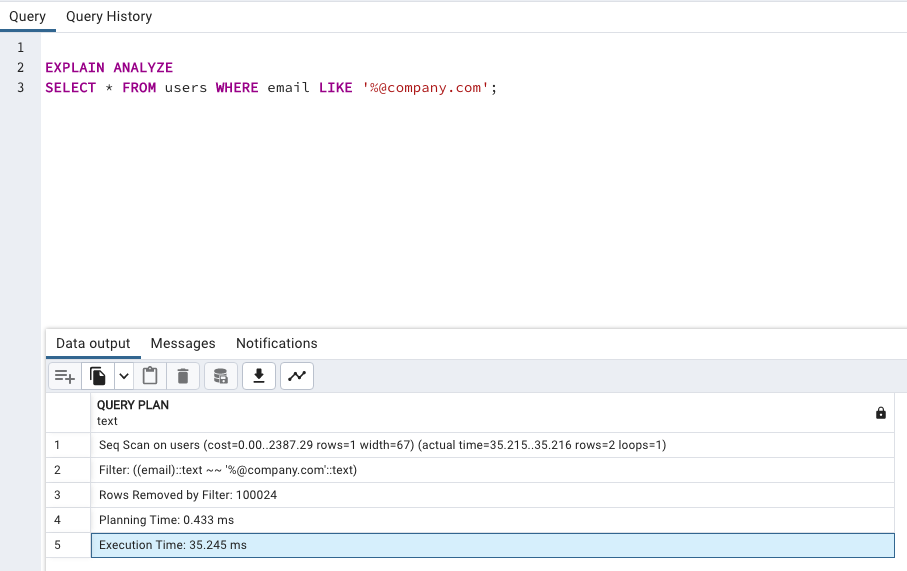 Query Query History
1
2 EXPLAIN ANALYZE
3 SELECT * FROM users WHERE email LIKE '%@company.com';
Data output Messages Notifications
QUERY PLAN
text
1 Seq Scan on users (cost=0.00..2387.29 rows=1 width=67) (actual time=35.215..35.216 rows=2 loops=1)
2 Filter: ((email)::text ~~ '%@company.com'::text)
3 Rows Removed by Filter: 100024
4 Planning Time: 0.433 ms
5 Execution Time: 35.245 ms